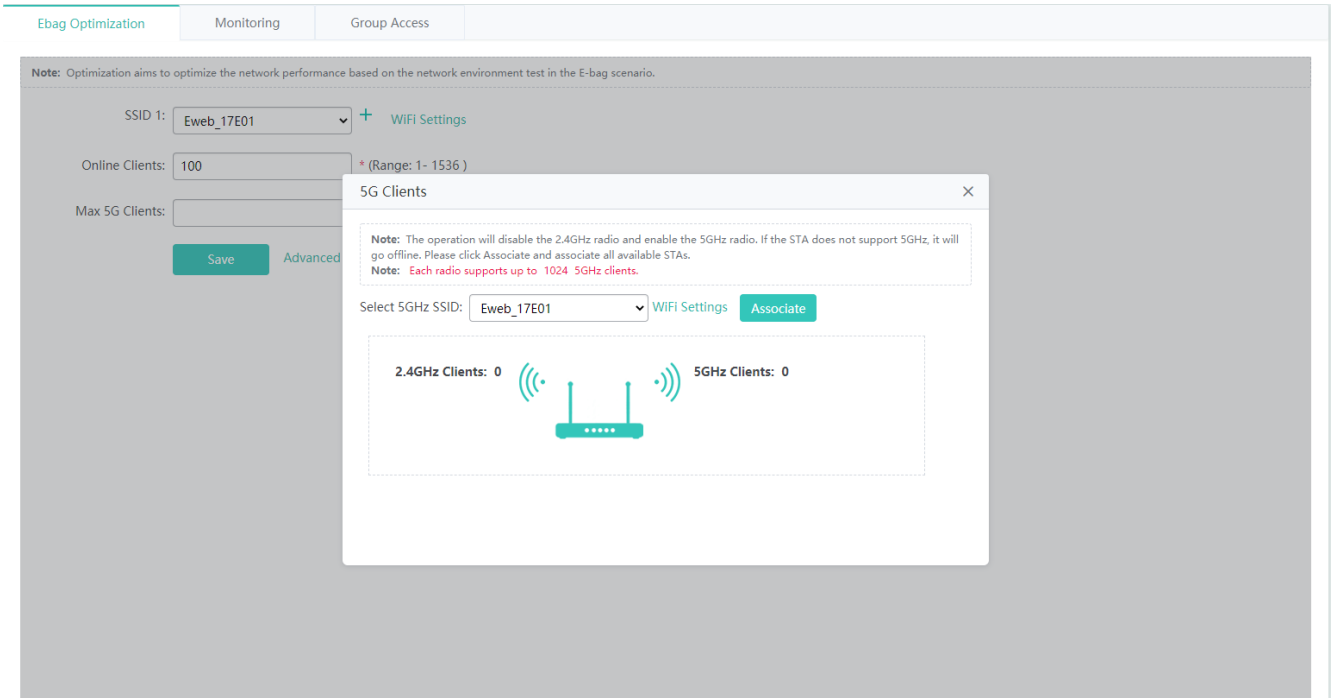 Ebag Optimization
Monitoring
Group Access
Note: Optimization aims to optimize the network performance based on the network environment test in the E-bag scenario.
SSID 1:
Eweb_17E01
+
WiFi Settings
Online Clients:
100
* (Range: 1- 1536 )
Max 5G Clients:
Save
Advanced
5G Clients
Note: The operation will disable the 2.4GHz radio and enable the 5GHz radio. If the STA does not support 5GHz, it will
go offline. Please click Associate and associate all available STAs.
Note: Each radio supports up to 1024 5GHz clients.
Select 5GHz SSID:
Eweb_17E01
WiFi Settings
Associate
2.4GHz Clients: 0
5GHz Clients: 0